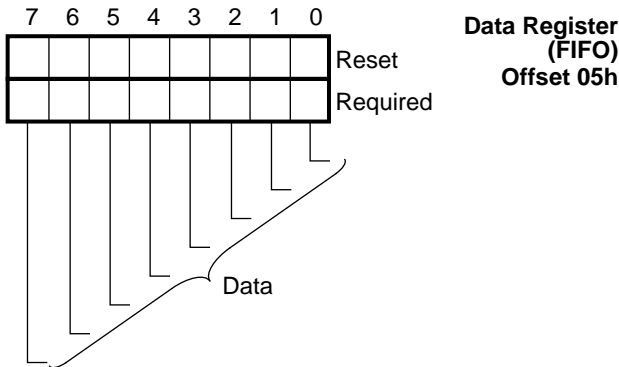 7 6 5 4 3 2 1 0
Reset
Required
Data
Data Register
(FIFO)
Offset 05h